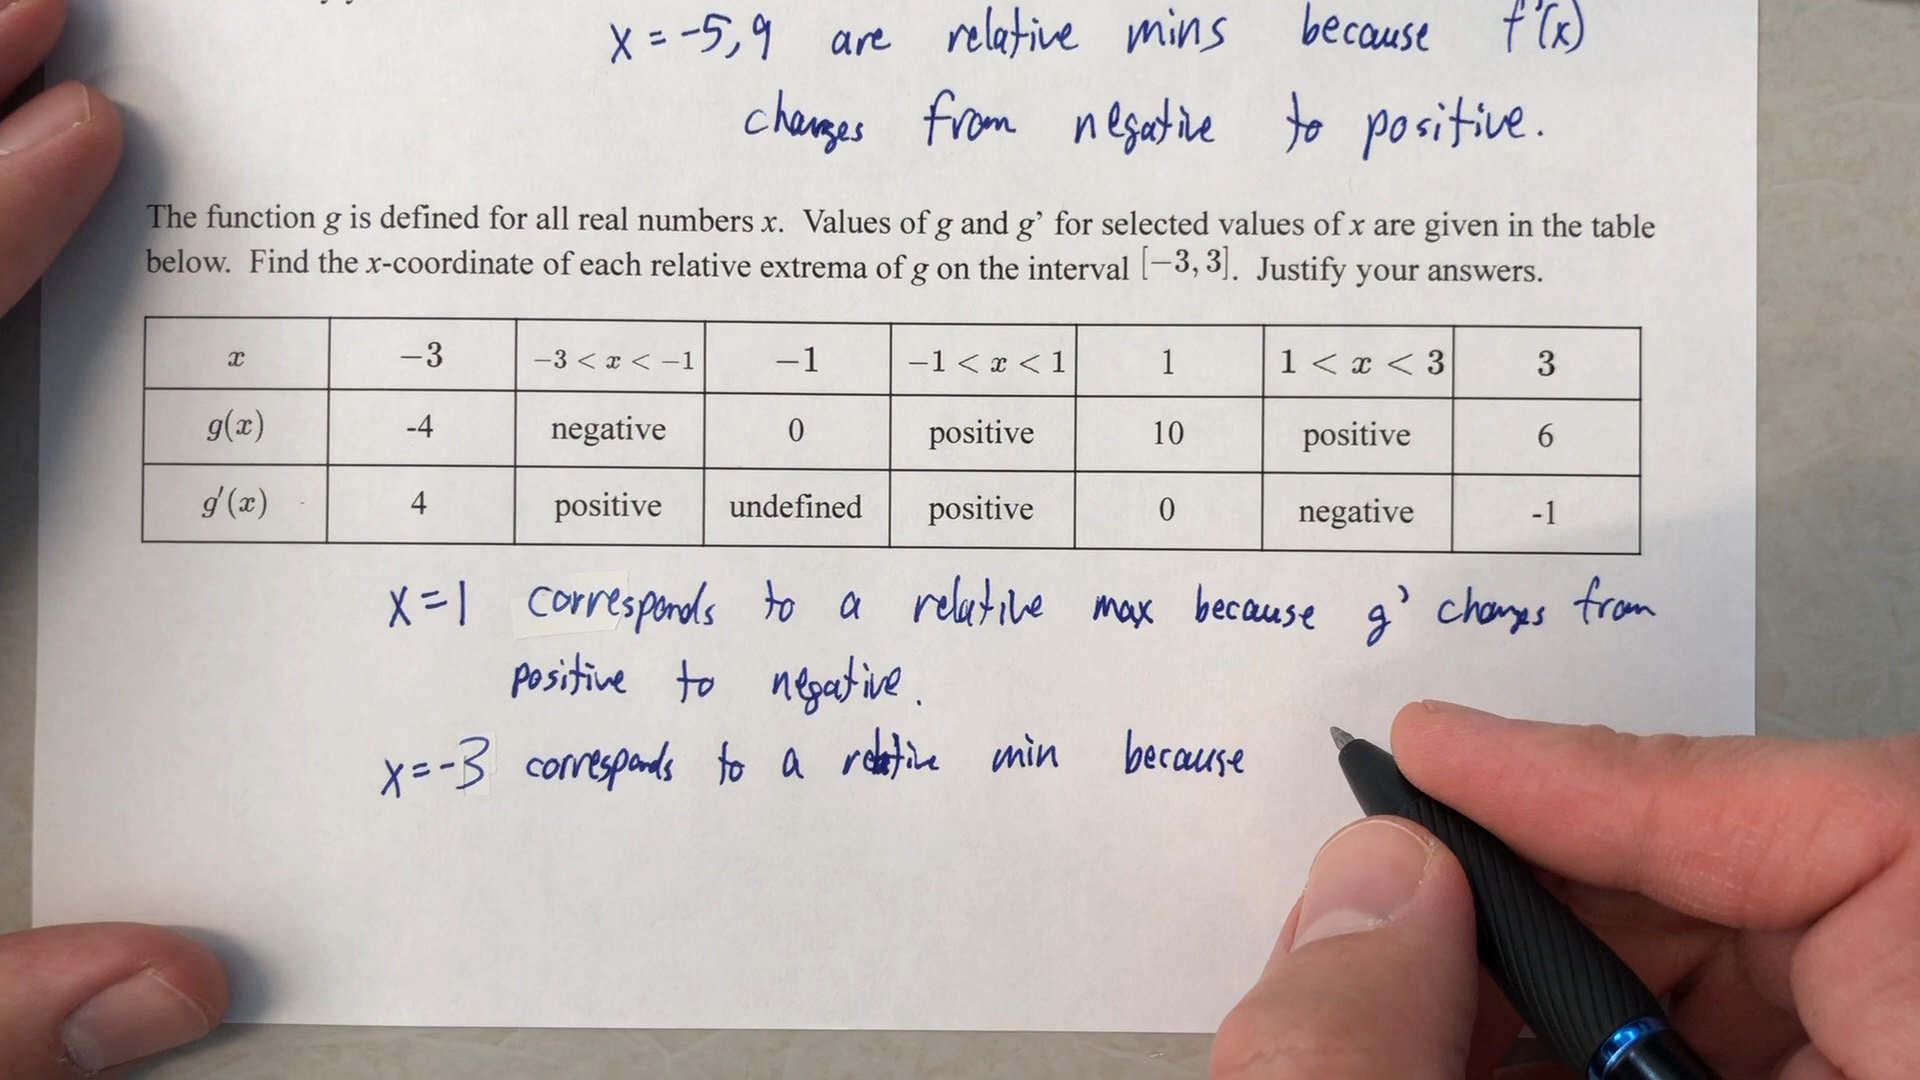 x = -5, 9 are relative mins because f'(x)
changes from negative to positive.
The function g is defined for all real numbers x. Values of g and g’ for selected values of x are given in the table
below. Find the x-coordinate of each relative extrema of g on the interval [−3, 3]. Justify your answers.
x −3 −3 < x < −1 −1 −1 < x < 1 1 1 < x < 3 3
g(x) -4 negative 0 positive 10 positive 6
g′(x) 4 positive undefined positive 0 negative -1
x=1 corresponds to a relative max because g' changes from
positive to negative.
x=-3 corresponds to a relative min because